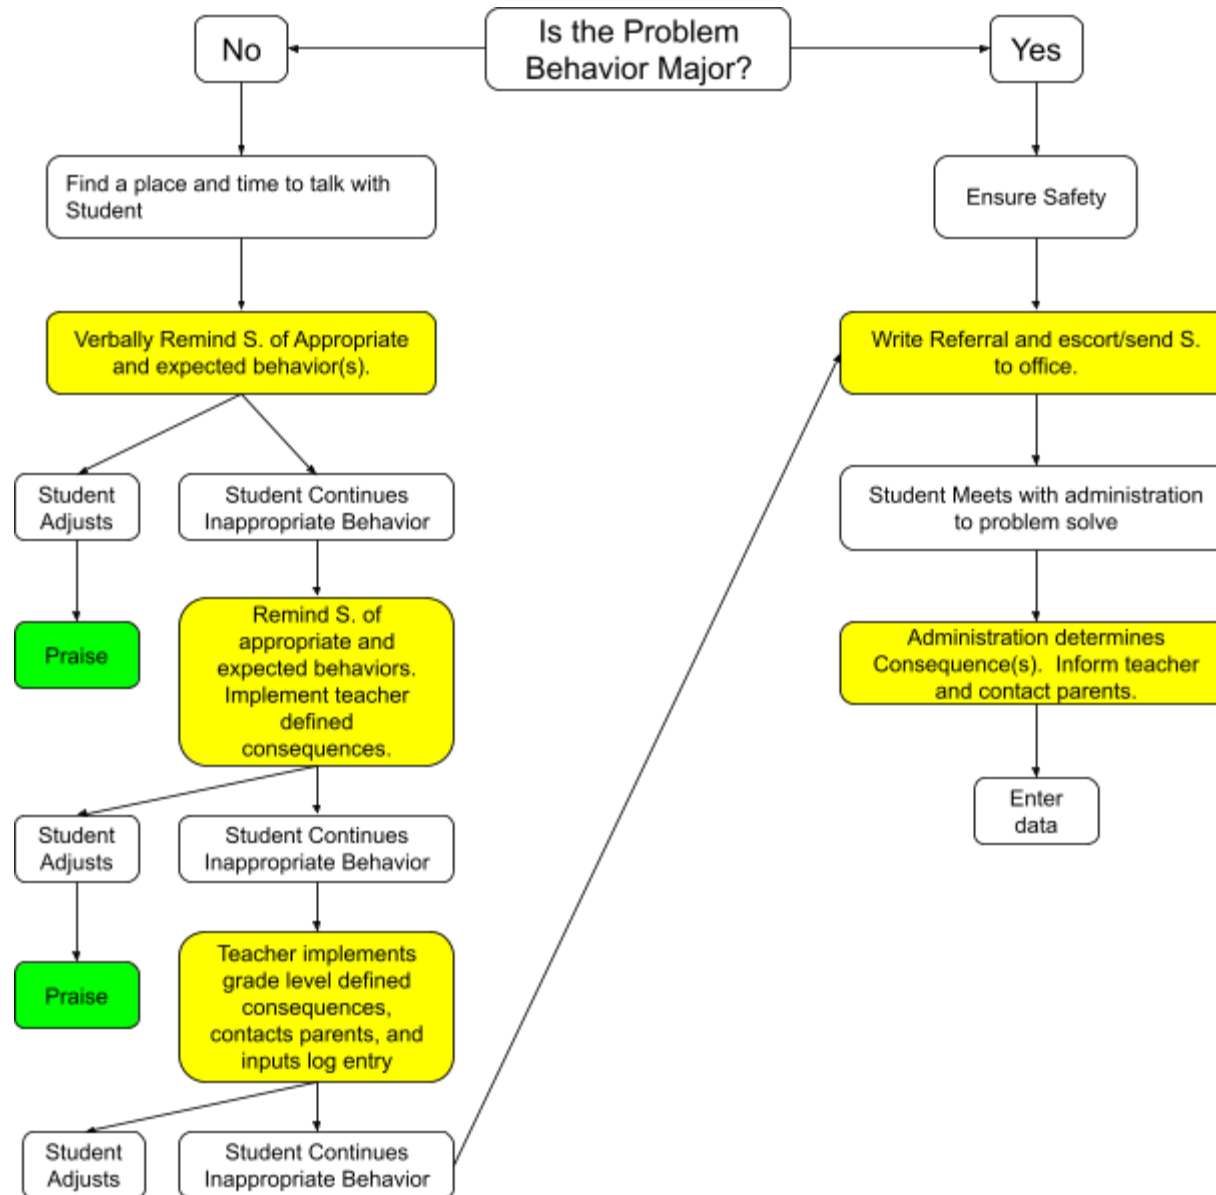 Is the Problem
Behavior Major?
No
Yes
Find a place and time to talk with
Student
Ensure Safety
Verbally Remind S. of Appropriate
and expected behavior(s).
Write Referral and escort/send S.
to office.
Student
Adjusts
Student Continues
Inappropriate Behavior
Student Meets with administration
to problem solve
Praise
Remind S. of
appropriate and
expected behaviors.
Implement teacher
defined
consequences.
Administration determines
Consequence(s).  Inform teacher
and contact parents.
Student
Adjusts
Student Continues
Inappropriate Behavior
Enter
data
Praise
Teacher implements
grade level defined
consequences,
contacts parents, and
inputs log entry
Student
Adjusts
Student Continues
Inappropriate Behavior